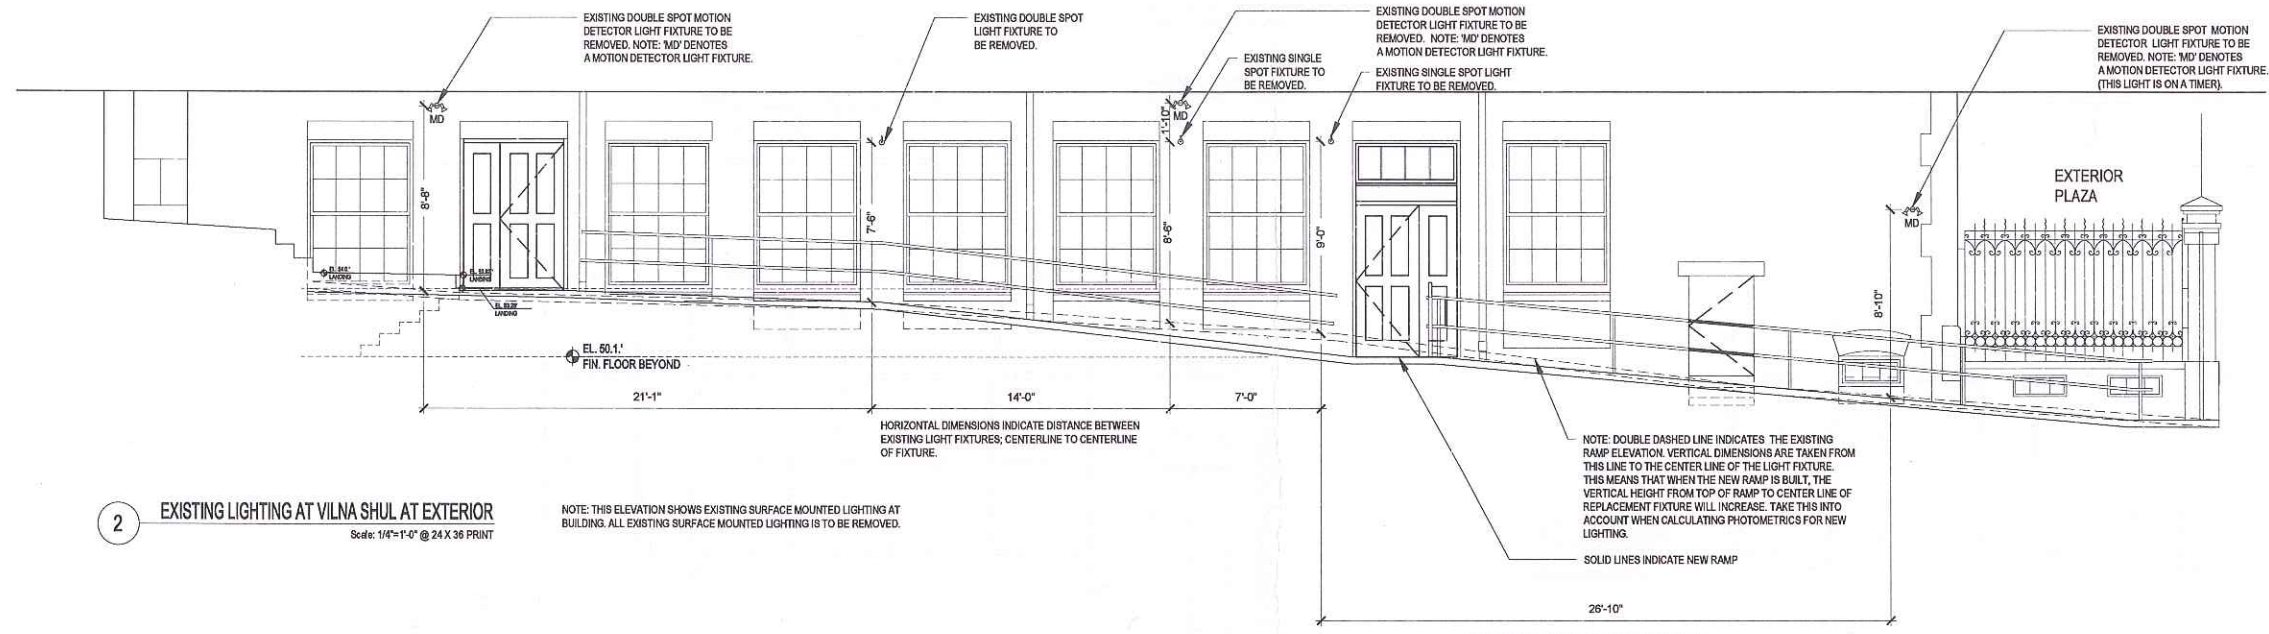 EXISTING DOUBLE SPOT MOTION
DETECTOR LIGHT FIXTURE TO BE
REMOVED. NOTE: 'MD' DENOTES
A MOTION DETECTOR LIGHT FIXTURE.
EXISTING DOUBLE SPOT
LIGHT FIXTURE TO
BE REMOVED.
EXISTING DOUBLE SPOT MOTION
DETECTOR LIGHT FIXTURE TO BE
REMOVED. NOTE: 'MD' DENOTES
A MOTION DETECTOR LIGHT FIXTURE.
EXISTING SINGLE
SPOT FIXTURE TO
BE REMOVED.
EXISTING SINGLE SPOT LIGHT
FIXTURE TO BE REMOVED.
EXISTING DOUBLE SPOT MOTION
DETECTOR LIGHT FIXTURE TO BE
REMOVED. NOTE: 'MD' DENOTES
A MOTION DETECTOR LIGHT FIXTURE.
(THIS LIGHT IS ON A TIMER).
MD
MD
1'-10"
EXTERIOR
PLAZA
MD
8'-8"
7'-6"
8'-6"
9'-0"
8'-10"
LANDING
LANDING
LANDING
EL. 50.1.'
FIN. FLOOR BEYOND
21'-1"
14'-0"
7'-0"
HORIZONTAL DIMENSIONS INDICATE DISTANCE BETWEEN
EXISTING LIGHT FIXTURES; CENTERLINE TO CENTERLINE
OF FIXTURE.
NOTE: DOUBLE DASHED LINE INDICATES THE EXISTING
RAMP ELEVATION. VERTICAL DIMENSIONS ARE TAKEN FROM
THIS LINE TO THE CENTER LINE OF THE LIGHT FIXTURE.
THIS MEANS THAT WHEN THE NEW RAMP IS BUILT, THE
VERTICAL HEIGHT FROM TOP OF RAMP TO CENTER LINE OF
REPLACEMENT FIXTURE WILL INCREASE. TAKE THIS INTO
ACCOUNT WHEN CALCULATING PHOTOMETRICS FOR NEW
LIGHTING.
SOLID LINES INDICATE NEW RAMP
26'-10"
2
EXISTING LIGHTING AT VILNA SHUL AT EXTERIOR
Scale: 1/4"=1'-0" @ 24 X 36 PRINT
NOTE: THIS ELEVATION SHOWS EXISTING SURFACE MOUNTED LIGHTING AT
BUILDING. ALL EXISTING SURFACE MOUNTED LIGHTING IS TO BE REMOVED.